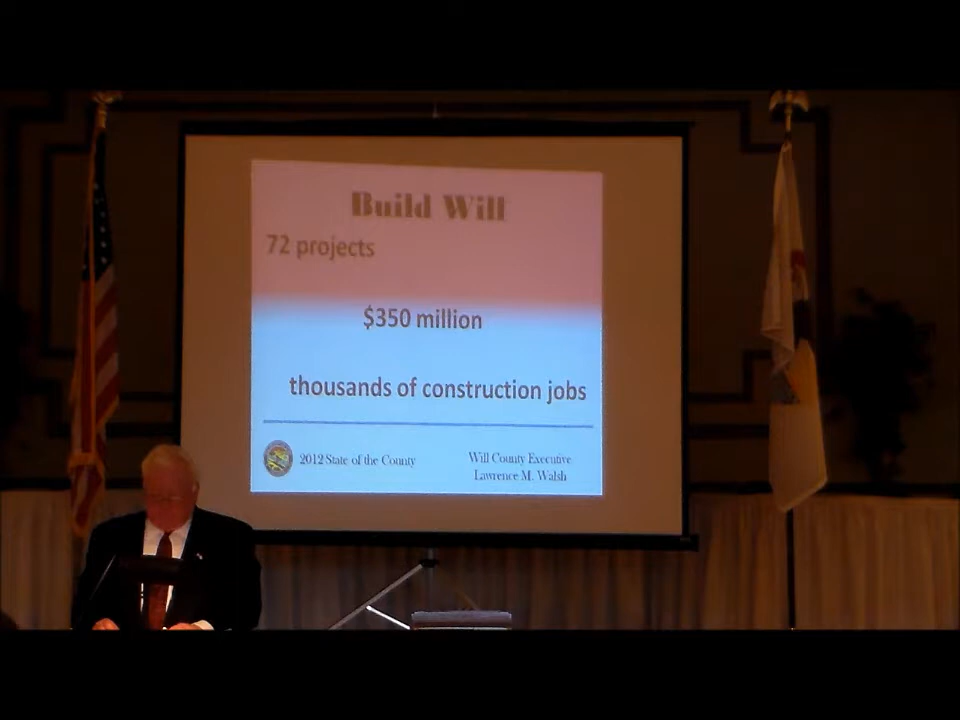 Build Will
72 projects
$350 million
thousands of construction jobs
2012 State of the County
Will County Executive
Lawrence M. Walsh